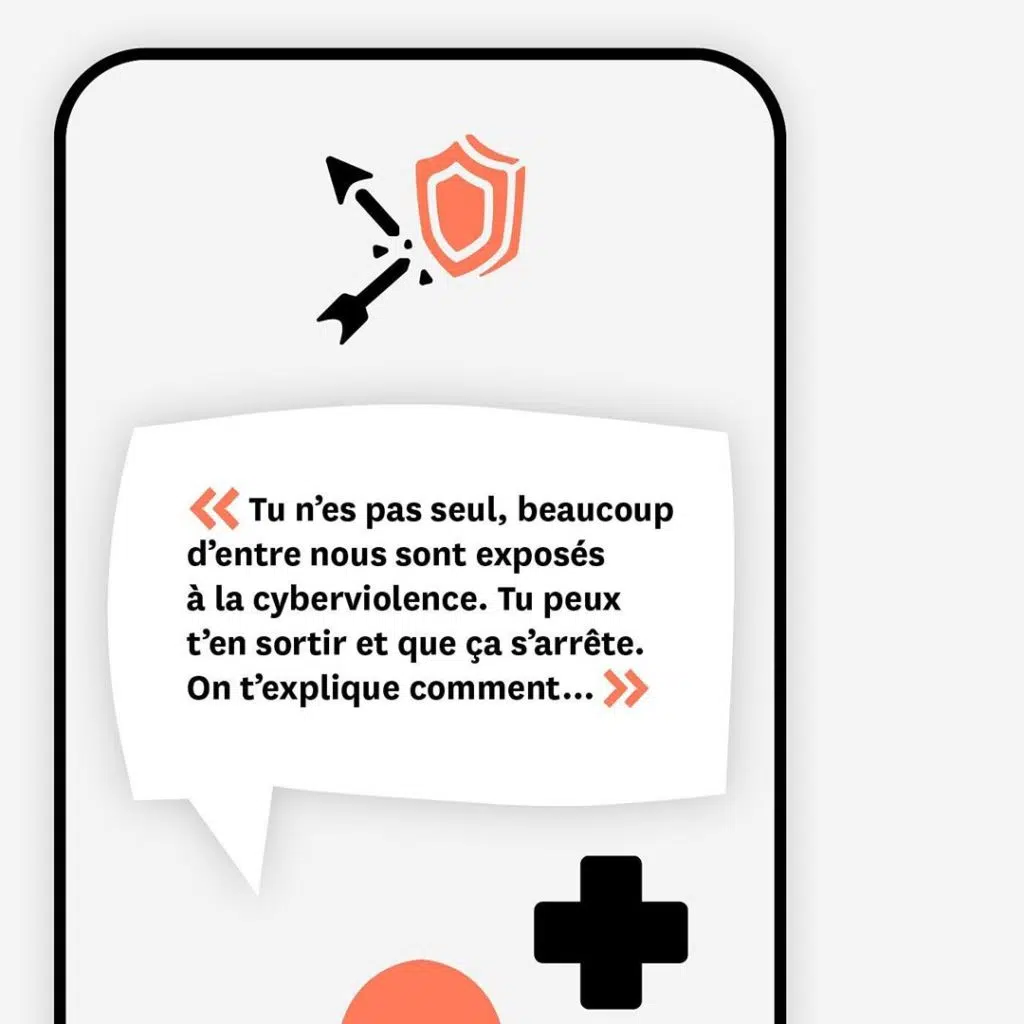 « Tu n’es pas seul, beaucoup
d’entre nous sont exposés
à la cyberviolence. Tu peux
t’en sortir et que ça s’arrête.
On t’explique comment... »